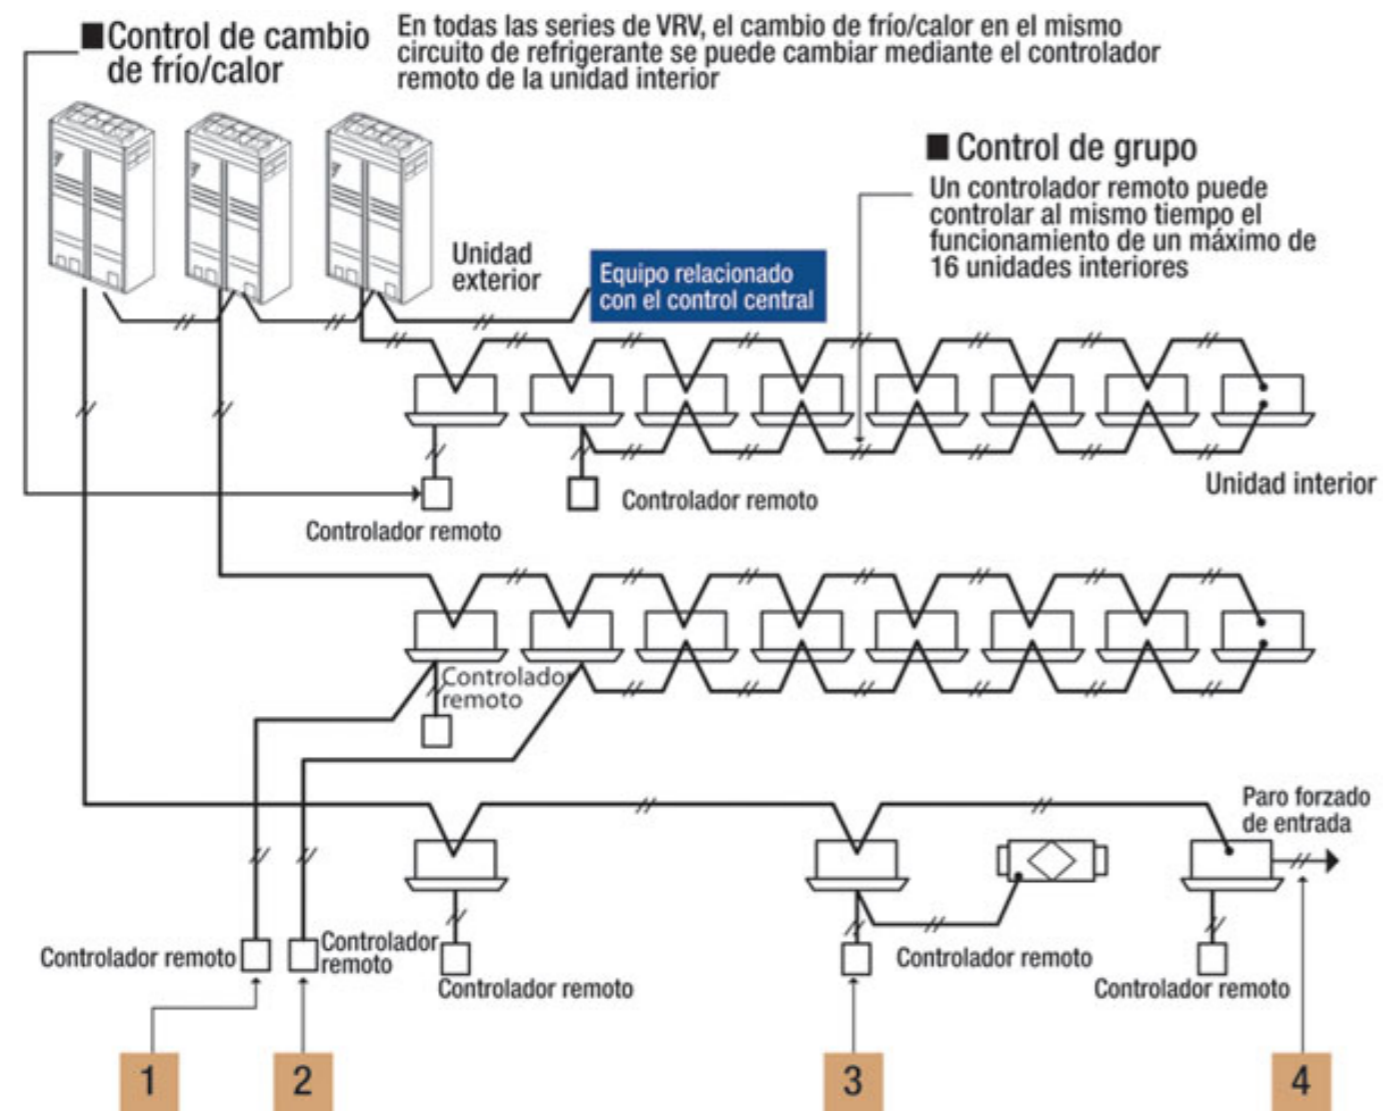 ■ Control de cambio
de frío/calor
En todas las series de VRV, el cambio de frío/calor en el mismo
circuito de refrigerante se puede cambiar mediante el controlador
remoto de la unidad interior
■ Control de grupo
Un controlador remoto puede
controlar al mismo tiempo el
funcionamiento de un máximo de
16 unidades interiores
Unidad
exterior
Equipo relacionado
con el control central
Unidad interior
Controlador remoto
Controlador remoto
Controlador
remoto
Paro forzado
de entrada
Controlador remoto
Controlador
remoto
Controlador remoto
Controlador remoto
Controlador remoto
1
2
3
4